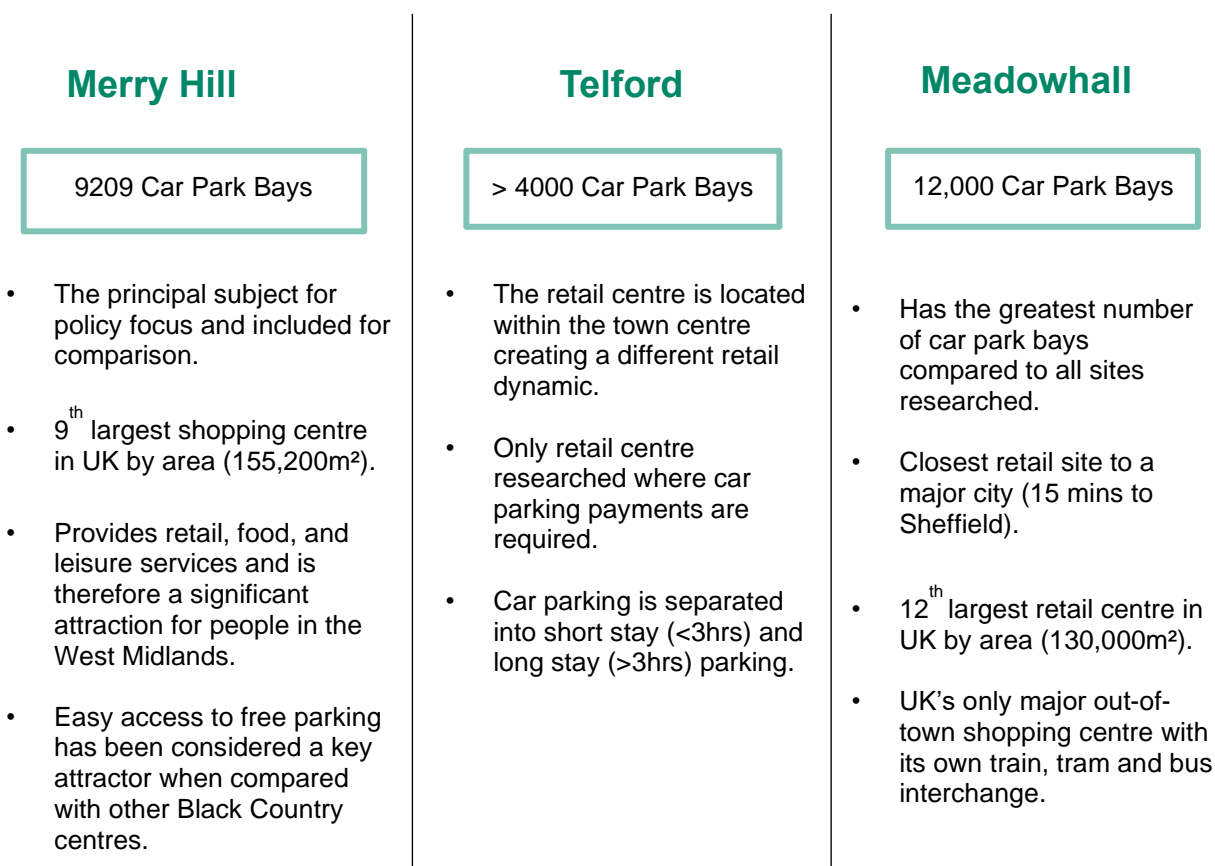 Merry Hill
9209 Car Park Bays
• The principal subject for
policy focus and included for
comparison.
• 9th largest shopping centre
in UK by area (155,200m²).
• Provides retail, food, and
leisure services and is
therefore a significant
attraction for people in the
West Midlands.
• Easy access to free parking
has been considered a key
attractor when compared
with other Black Country
centres.
Telford
> 4000 Car Park Bays
• The retail centre is located
within the town centre
creating a different retail
dynamic.
• Only retail centre
researched where car
parking payments are
required.
• Car parking is separated
into short stay (<3hrs) and
long stay (>3hrs) parking.
Meadowhall
12,000 Car Park Bays
• Has the greatest number
of car park bays
compared to all sites
researched.
• Closest retail site to a
major city (15 mins to
Sheffield).
• 12th largest retail centre in
UK by area (130,000m²).
• UK’s only major out-of-
town shopping centre with
its own train, tram and bus
interchange.